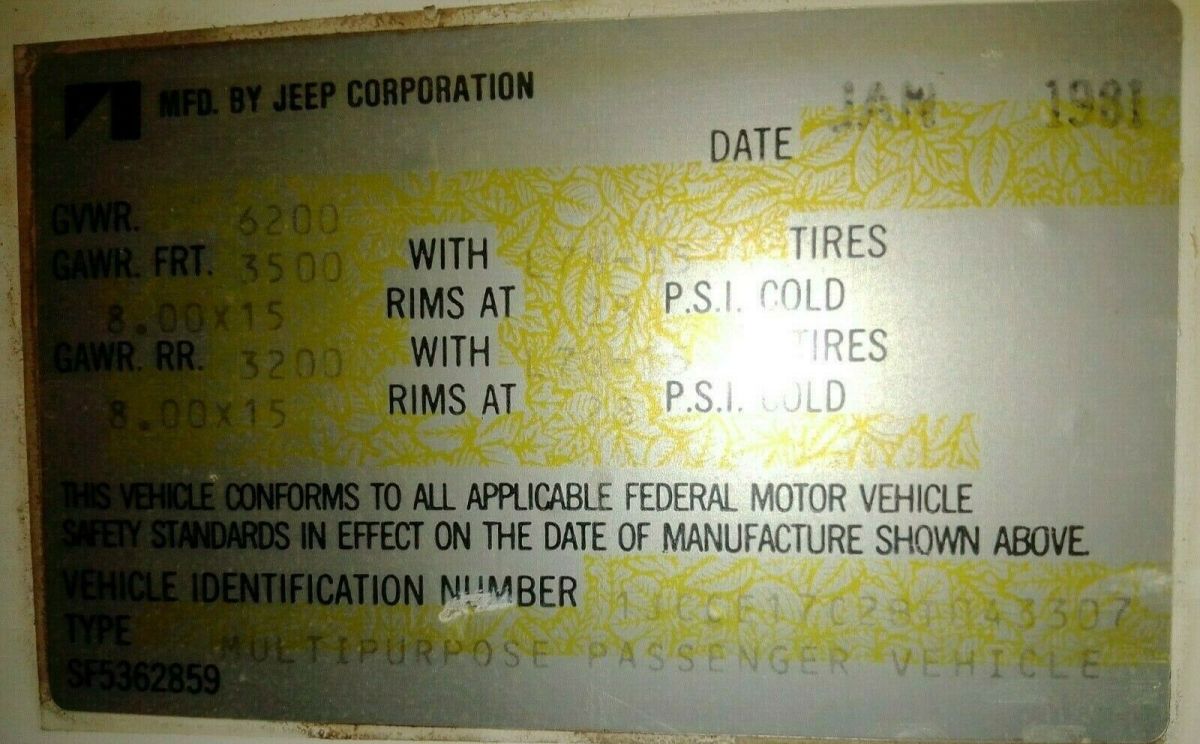 MFD. BY JEEP CORPORATION
JAN 1981
DATE
GVWR. 6200
GAWR. FRT. 3500 WITH TIRES
8.00X15 RIMS AT P.S.I. COLD
GAWR. RR. 3200 WITH TIRES
8.00X15 RIMS AT P.S.I. COLD
THIS VEHICLE CONFORMS TO ALL APPLICABLE FEDERAL MOTOR VEHICLE
SAFETY STANDARDS IN EFFECT ON THE DATE OF MANUFACTURE SHOWN ABOVE.
VEHICLE IDENTIFICATION NUMBER
TYPE MULTIPURPOSE PASSENGER VEHICLE
SF5362859